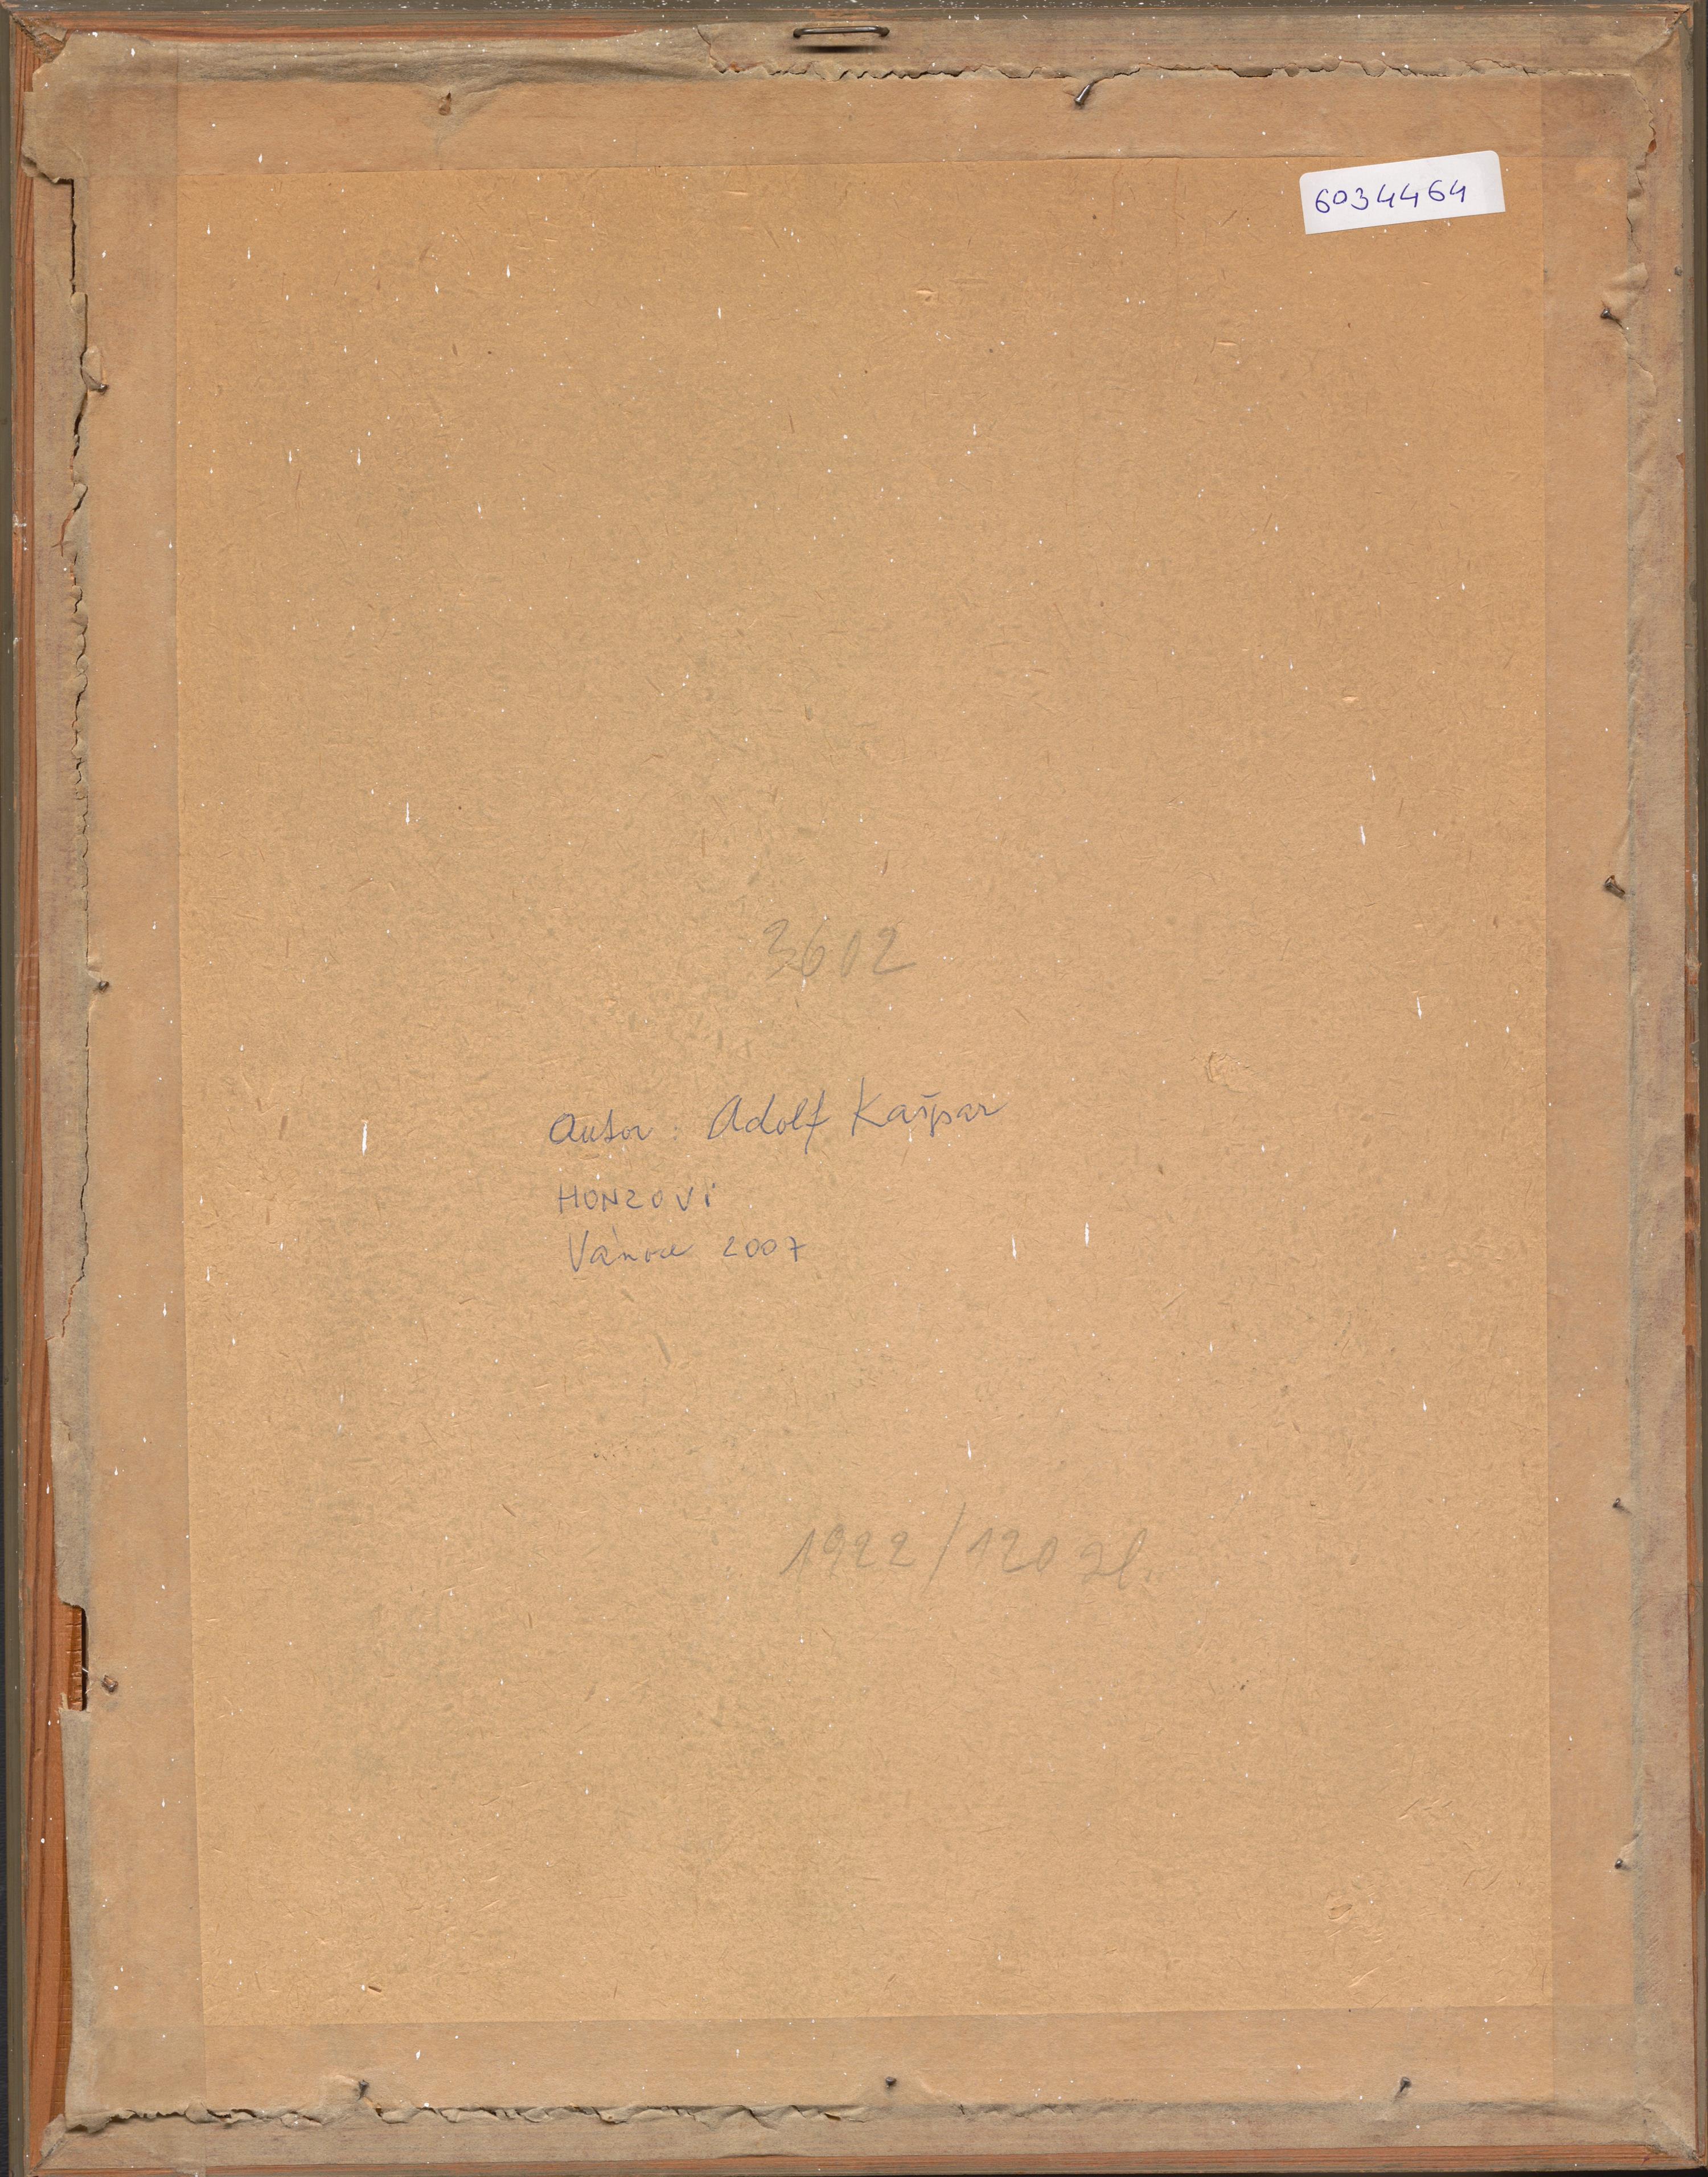 6034464
3602
Autor: Adolf Kašpar
HONZOVI
Vánoce 2007
1922/120 zl.